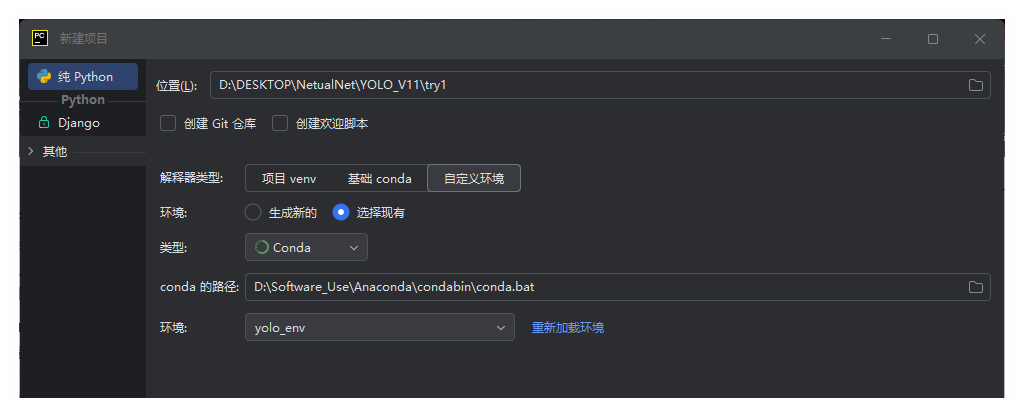 PC
新建项目
纯 Python
Python
Django
其他
位置(L): D:\DESKTOP\NetualNet\YOLO_V11\try1
创建 Git 仓库 创建欢迎脚本
解释器类型: 项目 venv 基础 conda 自定义环境
环境: 生成新的 选择现有
类型: Conda
conda 的路径: D:\Software_Use\Anaconda\condabin\conda.bat
环境: yolo_env 重新加载环境